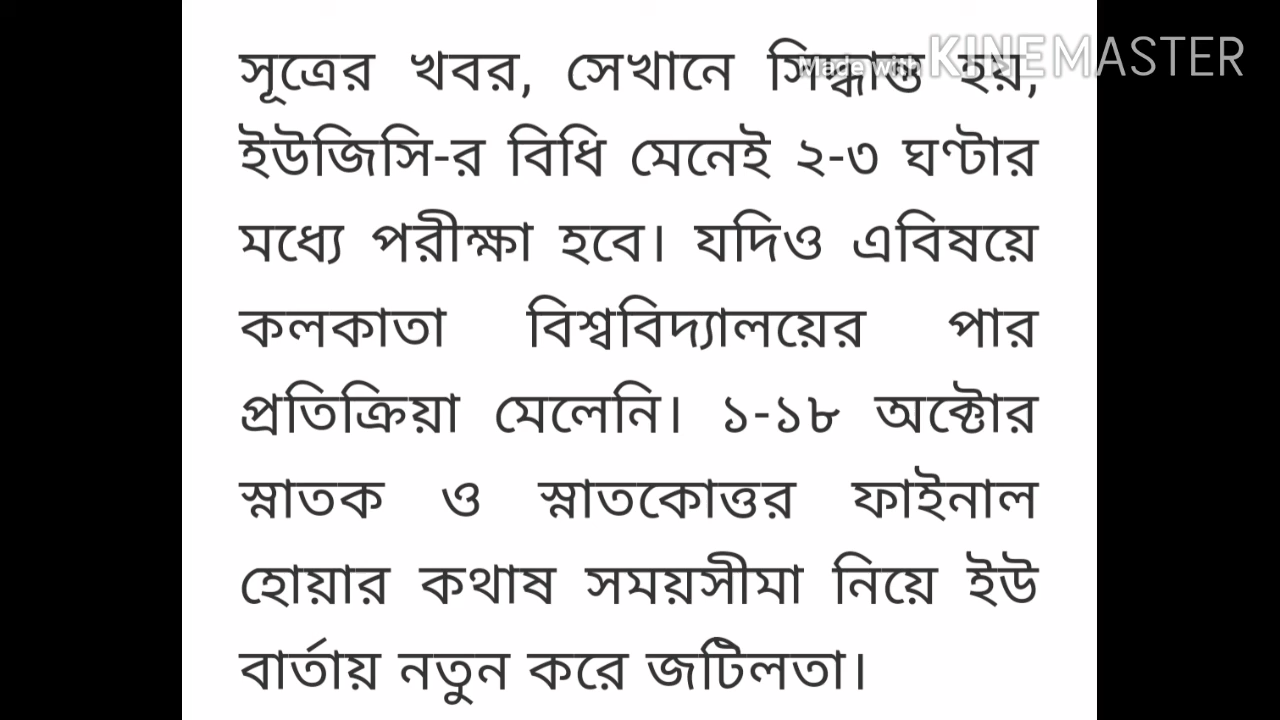 Made with KINEMASTER
সূত্রের খবর, সেখানে সিদ্ধান্ত হয়,
ইউজিসি-র বিধি মেনেই ২-৩ ঘণ্টার
মধ্যে পরীক্ষা হবে। যদিও এবিষয়ে
কলকাতা বিশ্ববিদ্যালয়ের পার
প্রতিক্রিয়া মেলেনি। ১-১৮ অক্টোর
স্নাতক ও স্নাতকোত্তর ফাইনাল
হোয়ার কথাষ সময়সীমা নিয়ে ইউ
বার্তায় নতুন করে জটিলতা।